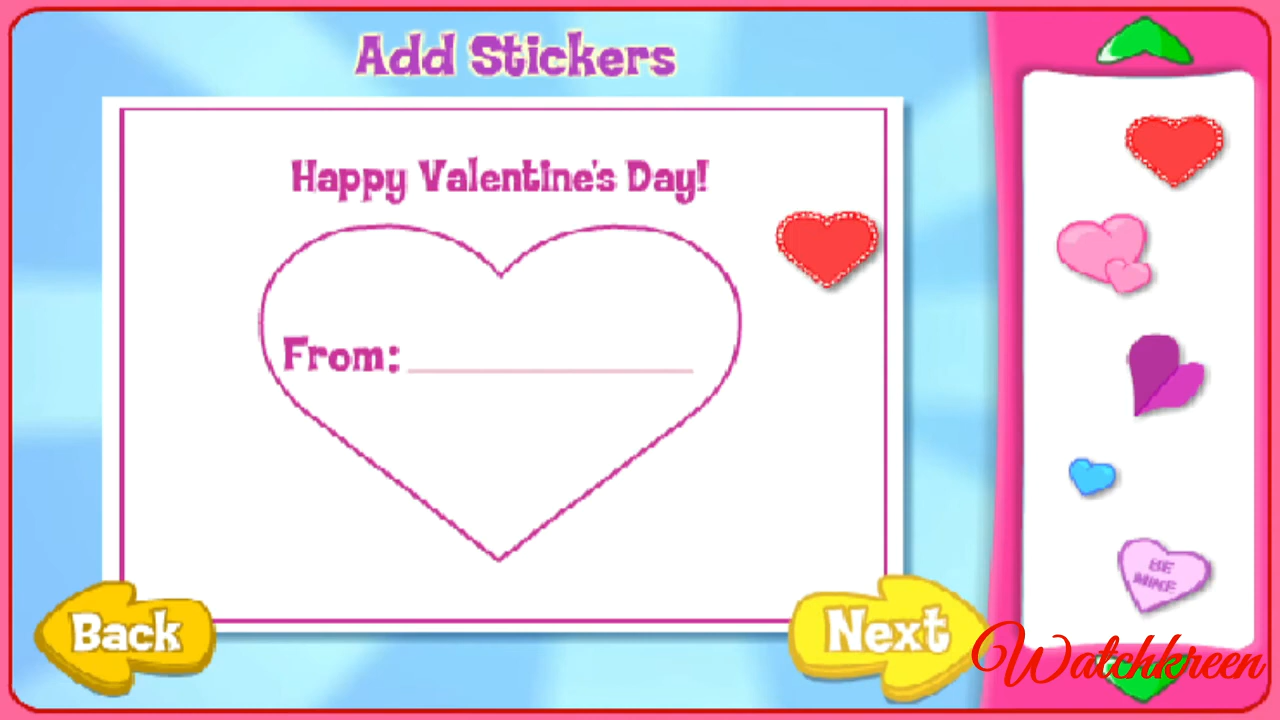 Add Stickers
Happy Valentine's Day!
From:
BE
MINE
Back
Next
Watchkreen